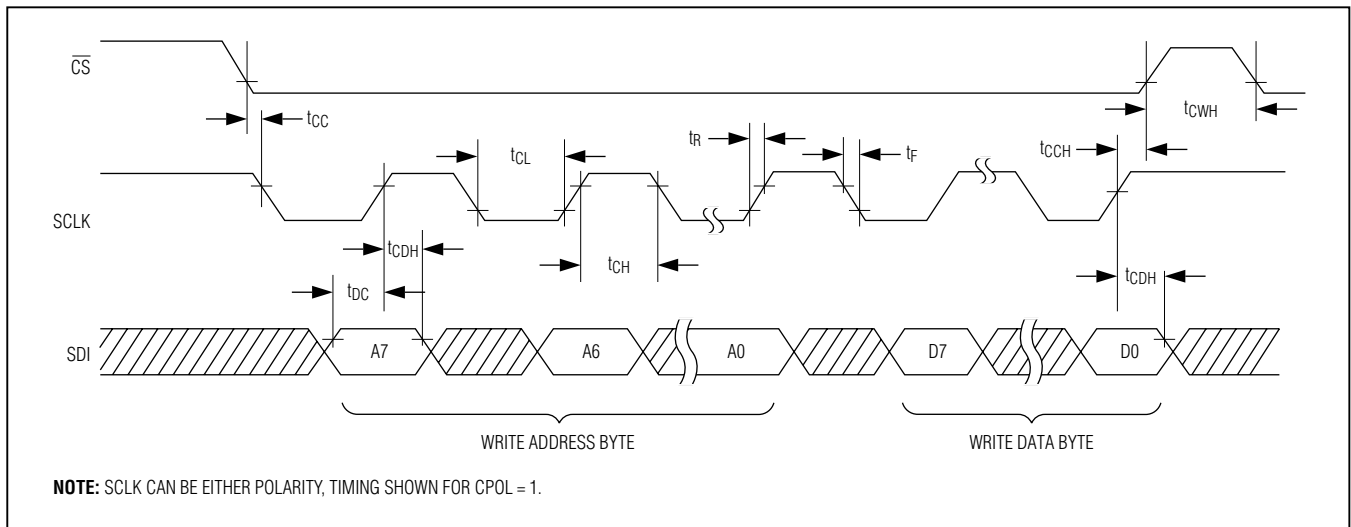 CS
tCC
tCL
tR
tF
tCWH
tCCH
SCLK
tCDH
tCH
tCDH
tDC
SDI
A7
A6
A0
D7
D0
WRITE ADDRESS BYTE
WRITE DATA BYTE
NOTE: SCLK CAN BE EITHER POLARITY, TIMING SHOWN FOR CPOL = 1.